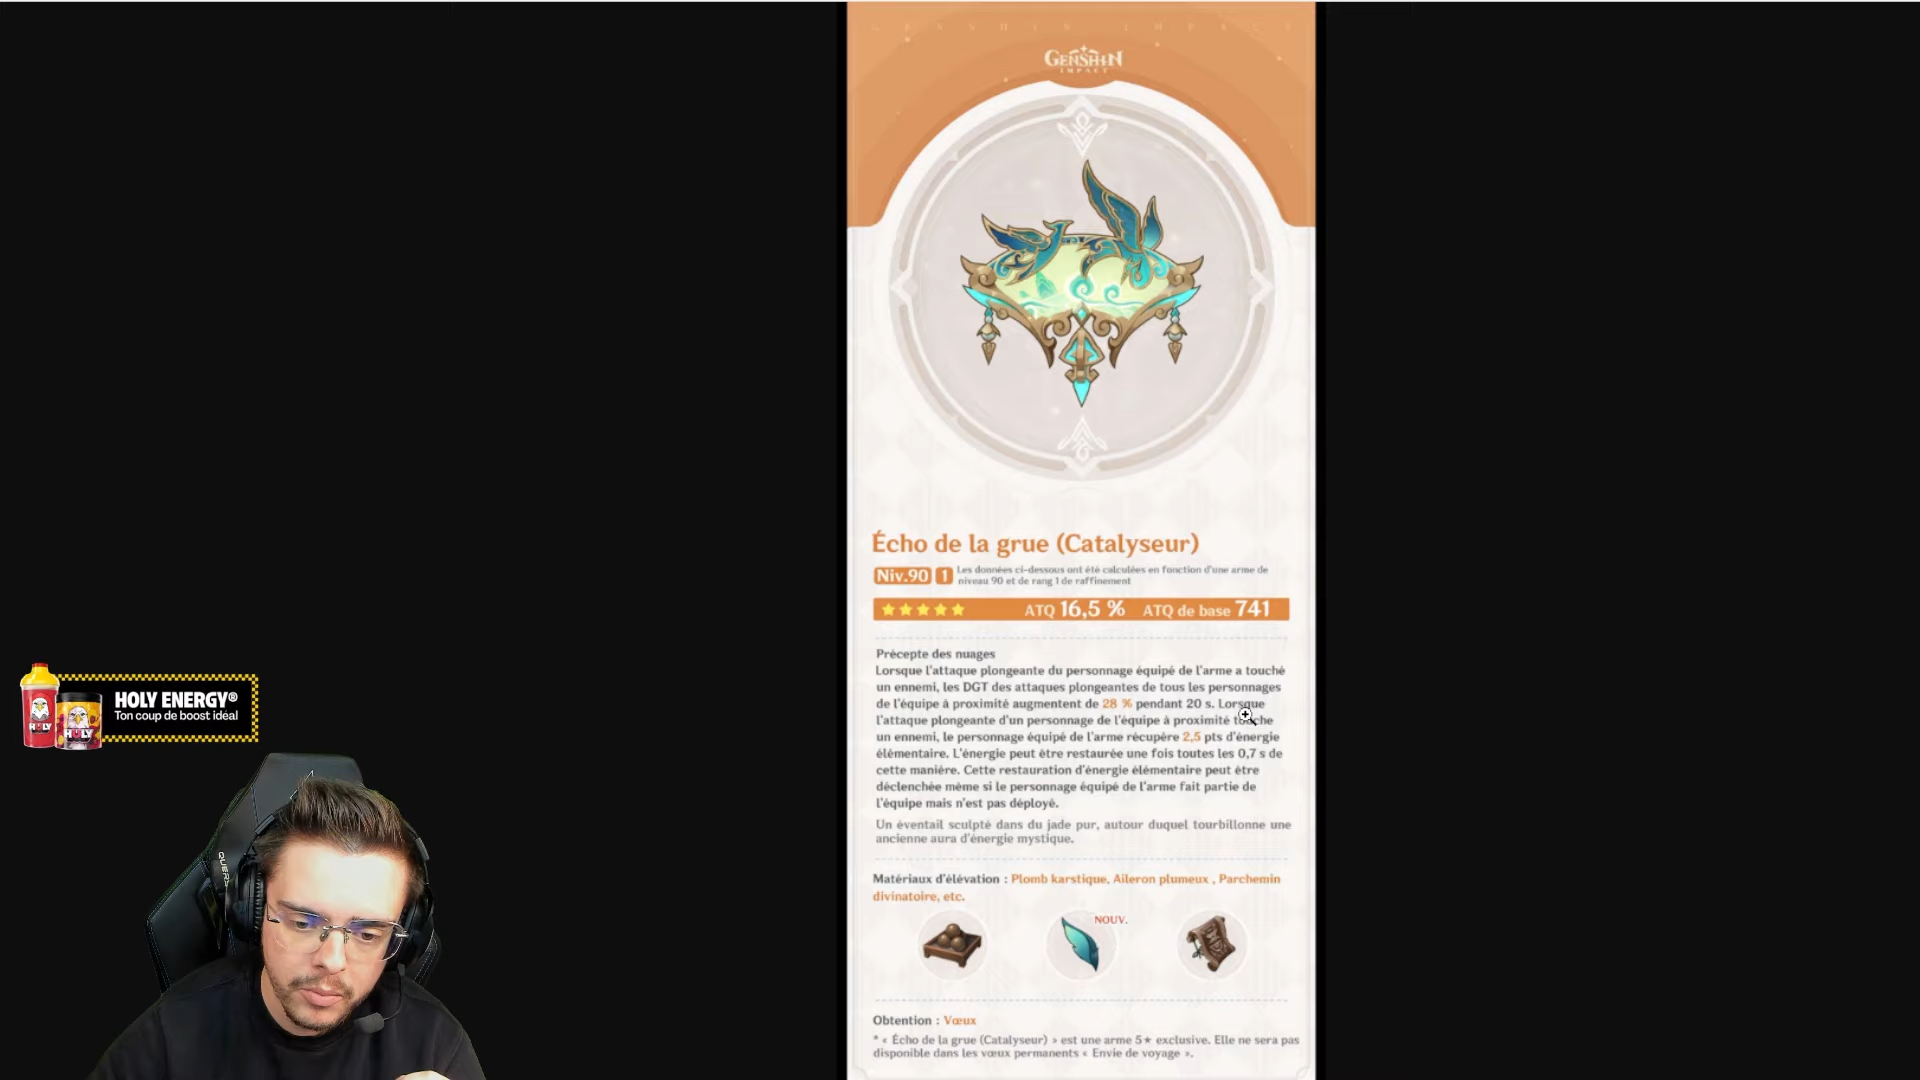 GENSHIN IMPACT
GENSHIN
IMPACT
Écho de la grue (Catalyseur)
Niv.90 1 Les données ci-dessous ont été calculées en fonction d'une arme de
niveau 90 et de rang 1 de raffinement
ATQ 16,5 % ATQ de base 741
Précepte des nuages
Lorsque l'attaque plongeante du personnage équipé de l'arme a touché
un ennemi, les DGT des attaques plongeantes de tous les personnages
de l'équipe à proximité augmentent de 28 % pendant 20 s. Lorsque
l'attaque plongeante d'un personnage de l'équipe à proximité touche
un ennemi, le personnage équipé de l'arme récupère 2,5 pts d'énergie
élémentaire. L'énergie peut être restaurée une fois toutes les 0,7 s de
cette manière. Cette restauration d'énergie élémentaire peut être
déclenchée même si le personnage équipé de l'arme fait partie de
l'équipe mais n'est pas déployé.
Un éventail sculpté dans du jade pur, autour duquel tourbillonne une
ancienne aura d'énergie mystique.
Matériaux d'élévation : Plomb karstique, Aileron plumeux , Parchemin
divinatoire, etc.
NOUV.
Obtention : Vœux
* « Écho de la grue (Catalyseur) » est une arme 5★ exclusive. Elle ne sera pas
disponible dans les vœux permanents « Envie de voyage ».
HOLY ENERGY®
Ton coup de boost idéal
HOLY
HOLY